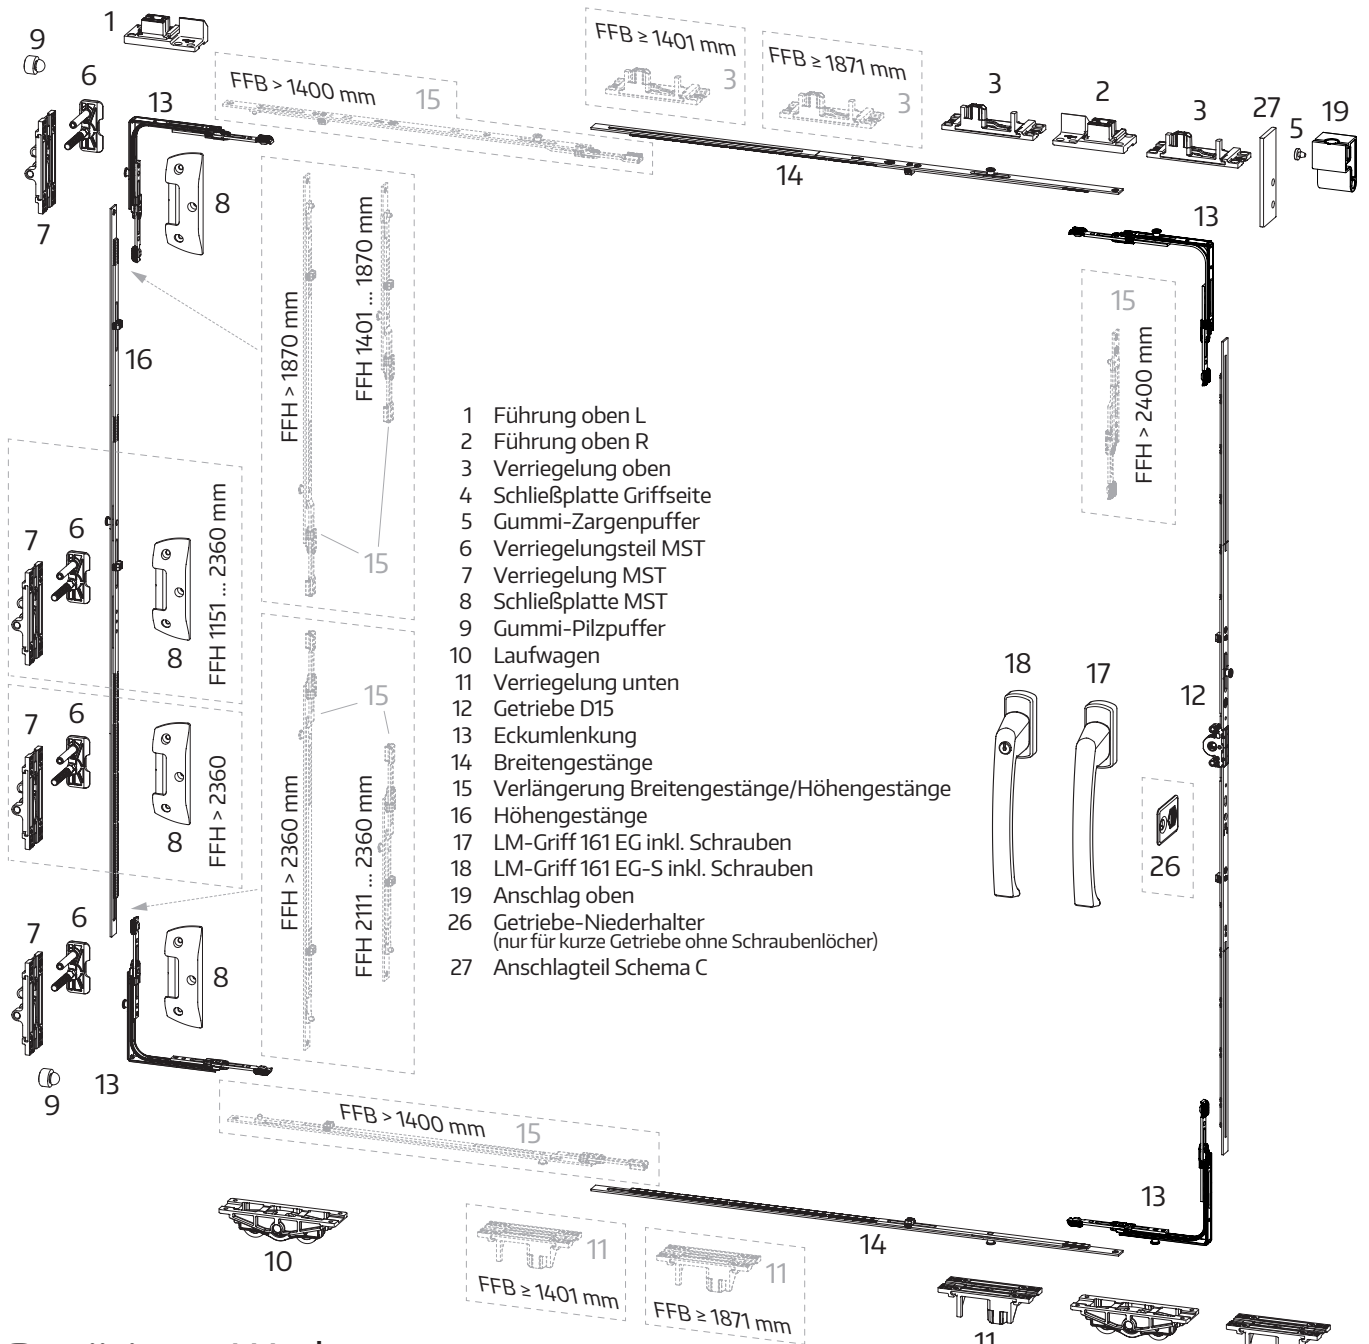 1
9
6
13
FFB > 1400 mm
15
FFB ≥ 1401 mm
3
FFB ≥ 1871 mm
3
3
2
3
27
5
19
7
8
14
13
16
FFH > 1870 mm
FFH 1401 ... 1870 mm
15
15
FFH > 2400 mm
7
6
8
FFH 1151 ... 2360 mm
7
6
8
FFH > 2360
15
FFH > 2360 mm
FFH 2111 ... 2360 mm
1 Führung oben L
2 Führung oben R
3 Verriegelung oben
4 Schließplatte Griffseite
5 Gummi-Zargenpuffer
6 Verriegelungsteil MST
7 Verriegelung MST
8 Schließplatte MST
9 Gummi-Pilzpuffer
10 Laufwagen
11 Verriegelung unten
12 Getriebe D15
13 Eckumlenkung
14 Breitengestänge
15 Verlängerung Breitengestänge/Höhengestänge
16 Höhengestänge
17 LM-Griff 161 EG inkl. Schrauben
18 LM-Griff 161 EG-S inkl. Schrauben
19 Anschlag oben
26 Getriebe-Niederhalter
(nur für kurze Getriebe ohne Schraubenlöcher)
27 Anschlagteil Schema C
18
17
12
26
7
6
8
9
13
FFB > 1400 mm
15
13
10
14
11
FFB ≥ 1401 mm
11
FFB ≥ 1871 mm
11